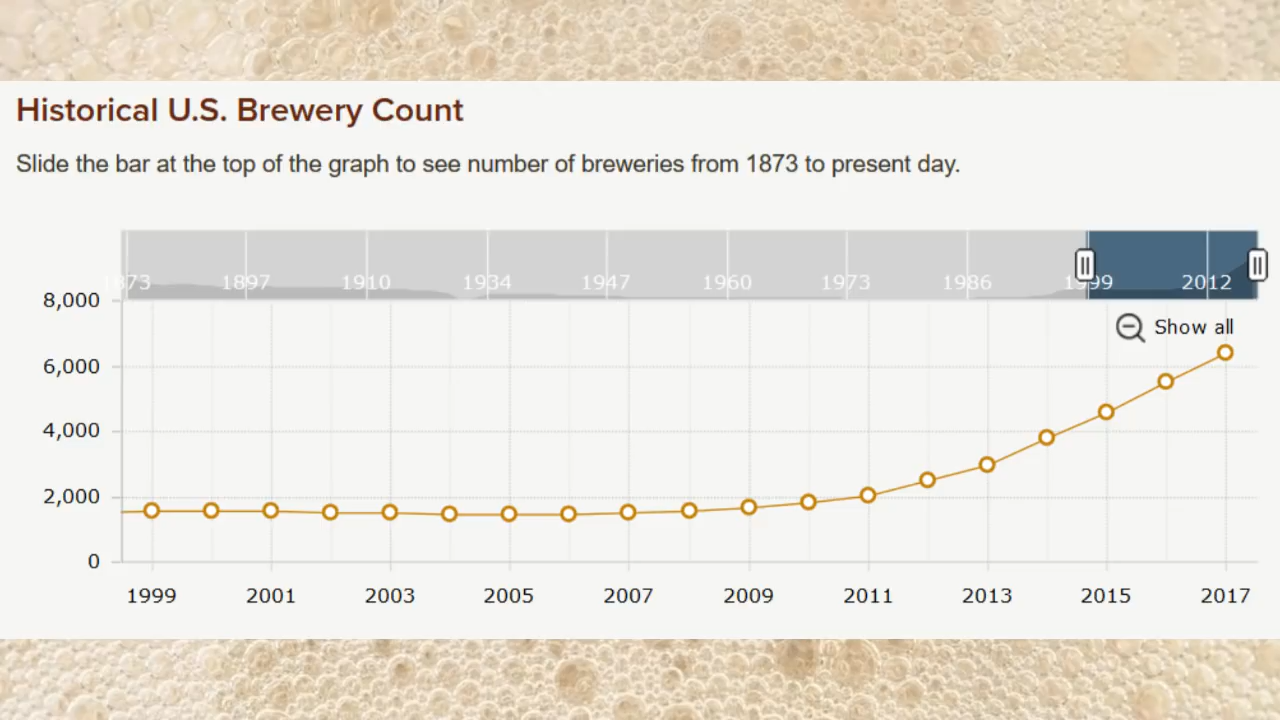 Historical U.S. Brewery Count
Slide the bar at the top of the graph to see number of breweries from 1873 to present day.
1873 1897 1910 1934 1947 1960 1973 1986 1999 2012
8,000
Show all
6,000
4,000
2,000
0
1999 2001 2003 2005 2007 2009 2011 2013 2015 2017